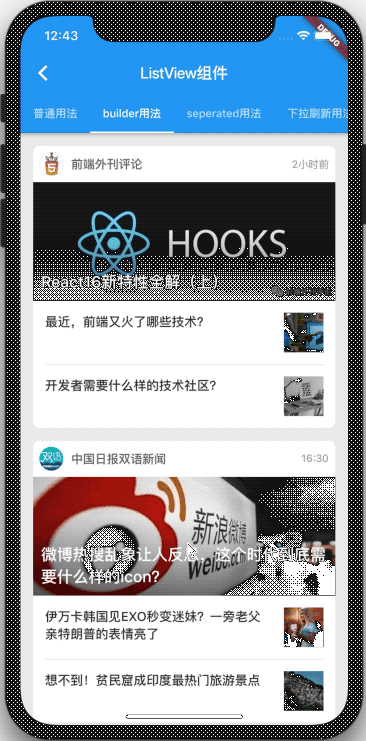 12:43
DEBUG
ListView组件
普通用法
builder用法
seperated用法
下拉刷新用法
前端外刊评论
2小时前
HOOKS
React16新特性全解（上）
最近，前端又火了哪些技术？
开发者需要什么样的技术社区?
中国日报双语新闻
16:30
新浪微博
微博热搜乱象让人反感，这个时代到底需
要什么样的icon?
伊万卡韩国见EXO秒变迷妹？一旁老父
亲特朗普的表情亮了
想不到！贫民窟成印度最热门旅游景点